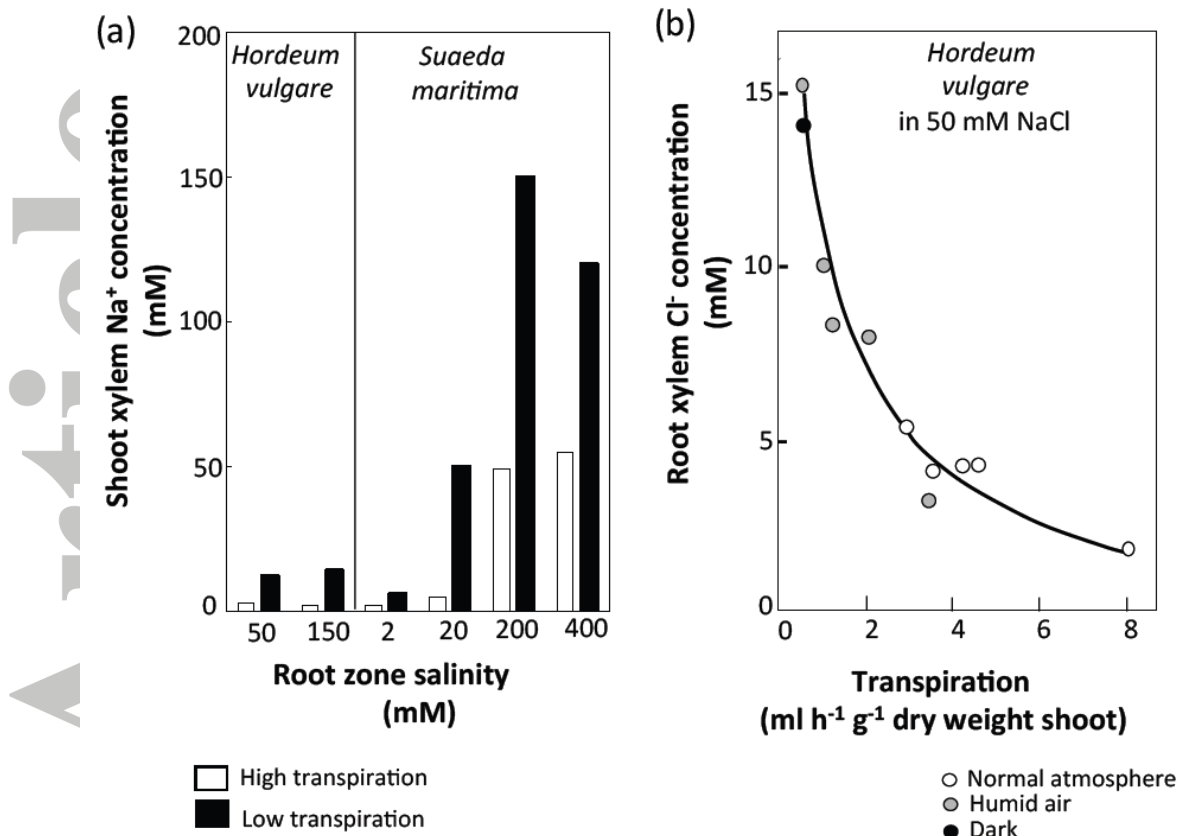 (a)
Shoot xylem Na⁺ concentration
(mM)
200
150
100
50
0
Hordeum
vulgare
Suaeda
maritima
50 150 2 20 200 400
Root zone salinity
(mM)
High transpiration
Low transpiration
(b)
Root xylem Cl⁻ concentration
(mM)
15
10
5
0
Hordeum
vulgare
in 50 mM NaCl
0 2 4 6 8
Transpiration
(ml h⁻¹ g⁻¹ dry weight shoot)
Normal atmosphere
Humid air
Dark